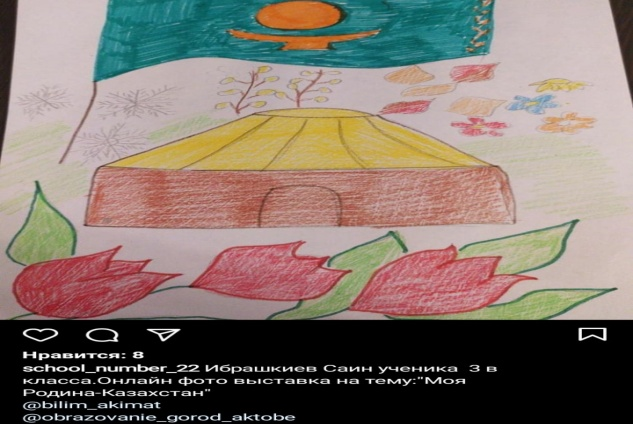 Нравится: 8
school_number_22 Ибрашкиев Саин ученика 3 в
класса.Онлайн фото выставка на тему:"Моя
Родина-Казахстан"
@bilim_akimat
@obrazovanie_gorod_aktobe